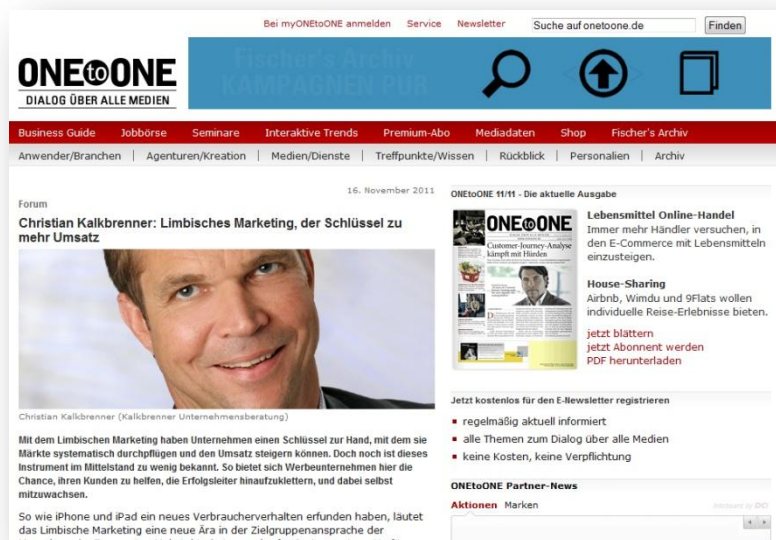 Bei myONEtoONE anmelden Service Newsletter Suche auf onetoone.de Finden
ONEtoONE
DIALOG ÜBER ALLE MEDIEN
Fischer's Archiv
KAMPAGNEN PUR
Business Guide Jobbörse Seminare Interaktive Trends Premium-Abo Mediadaten Shop Fischer's Archiv
Anwender/Branchen | Agenturen/Kreation | Medien/Dienste | Treffpunkte/Wissen | Rückblick | Personalien | Archiv
16. November 2011
Forum
Christian Kalkbrenner: Limbisches Marketing, der Schlüssel zu
mehr Umsatz
Christian Kalkbrenner (Kalkbrenner Unternehmensberatung)
Mit dem Limbischen Marketing haben Unternehmen einen Schlüssel zur Hand, mit dem sie
Märkte systematisch durchpflügen und den Umsatz steigern können. Doch noch ist dieses
Instrument im Mittelstand zu wenig bekannt. So bietet sich Werbeunternehmen hier die
Chance, ihren Kunden zu helfen, die Erfolgsleiter hinaufzuklettern, und dabei selbst
mitzuwachsen.
So wie iPhone und iPad ein neues Verbraucherverhalten erfunden haben, läutet
das Limbische Marketing eine neue Ära in der Zielgruppenansprache der
ONEtoONE 11/11 - Die aktuelle Ausgabe
ONEtoONE
Customer-Journey-Analyse
kämpft mit Hürden
Lebensmittel Online-Handel
Immer mehr Händler versuchen, in
den E-Commerce mit Lebensmitteln
einzusteigen.
House-Sharing
Airbnb, Wimdu und 9Flats wollen
individuelle Reise-Erlebnisse bieten.
jetzt blättern
jetzt Abonnent werden
PDF herunterladen
Jetzt kostenlos für den E-Newsletter registrieren
regelmäßig aktuell informiert
alle Themen zum Dialog über alle Medien
keine Kosten, keine Verpflichtung
ONEtoONE Partner-News
Aktionen Marken